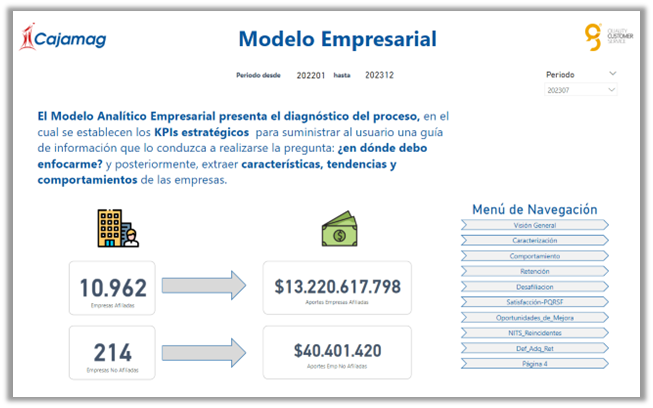 Cajamag
Modelo Empresarial
QUALITY
CUSTOMER
SERVICE
Periodo desde 202201 hasta 202312
Periodo
202307
El Modelo Analítico Empresarial presenta el diagnóstico del proceso, en el
cual se establecen los KPIs estratégicos para suministrar al usuario una guía
de información que lo conduzca a realizarse la pregunta: ¿en dónde debo
enfocarme? y posteriormente, extraer características, tendencias y
comportamientos de las empresas.
Menú de Navegación
Visión General
Caracterización
Comportamiento
Retención
Desafiliacion
Satisfacción-PQRSF
Oportunidades_de_Mejora
NITS_Reincidentes
Def_Adq_Ret
Página 4
10.962
Empresas Afiliadas
$13.220.617.798
Aportes Empresas Afiliadas
214
Empresas No Afiliadas
$40.401.420
Aportes Emp No Afiliadas